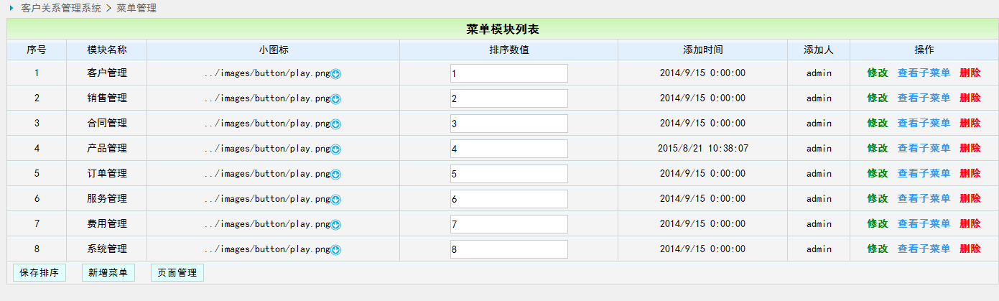 客户关系管理系统 > 菜单管理
菜单模块列表
序号 模块名称 小图标 排序数值 添加时间 添加人 操作
1 客户管理 ../images/button/play.png 1 2014/9/15 0:00:00 admin 修改 查看子菜单 删除
2 销售管理 ../images/button/play.png 2 2014/9/15 0:00:00 admin 修改 查看子菜单 删除
3 合同管理 ../images/button/play.png 3 2014/9/15 0:00:00 admin 修改 查看子菜单 删除
4 产品管理 ../images/button/play.png 4 2015/8/21 10:38:07 admin 修改 查看子菜单 删除
5 订单管理 ../images/button/play.png 5 2014/9/15 0:00:00 admin 修改 查看子菜单 删除
6 服务管理 ../images/button/play.png 6 2014/9/15 0:00:00 admin 修改 查看子菜单 删除
7 费用管理 ../images/button/play.png 7 2014/9/15 0:00:00 admin 修改 查看子菜单 删除
8 系统管理 ../images/button/play.png 8 2014/9/15 0:00:00 admin 修改 查看子菜单 删除
保存排序 新增菜单 页面管理